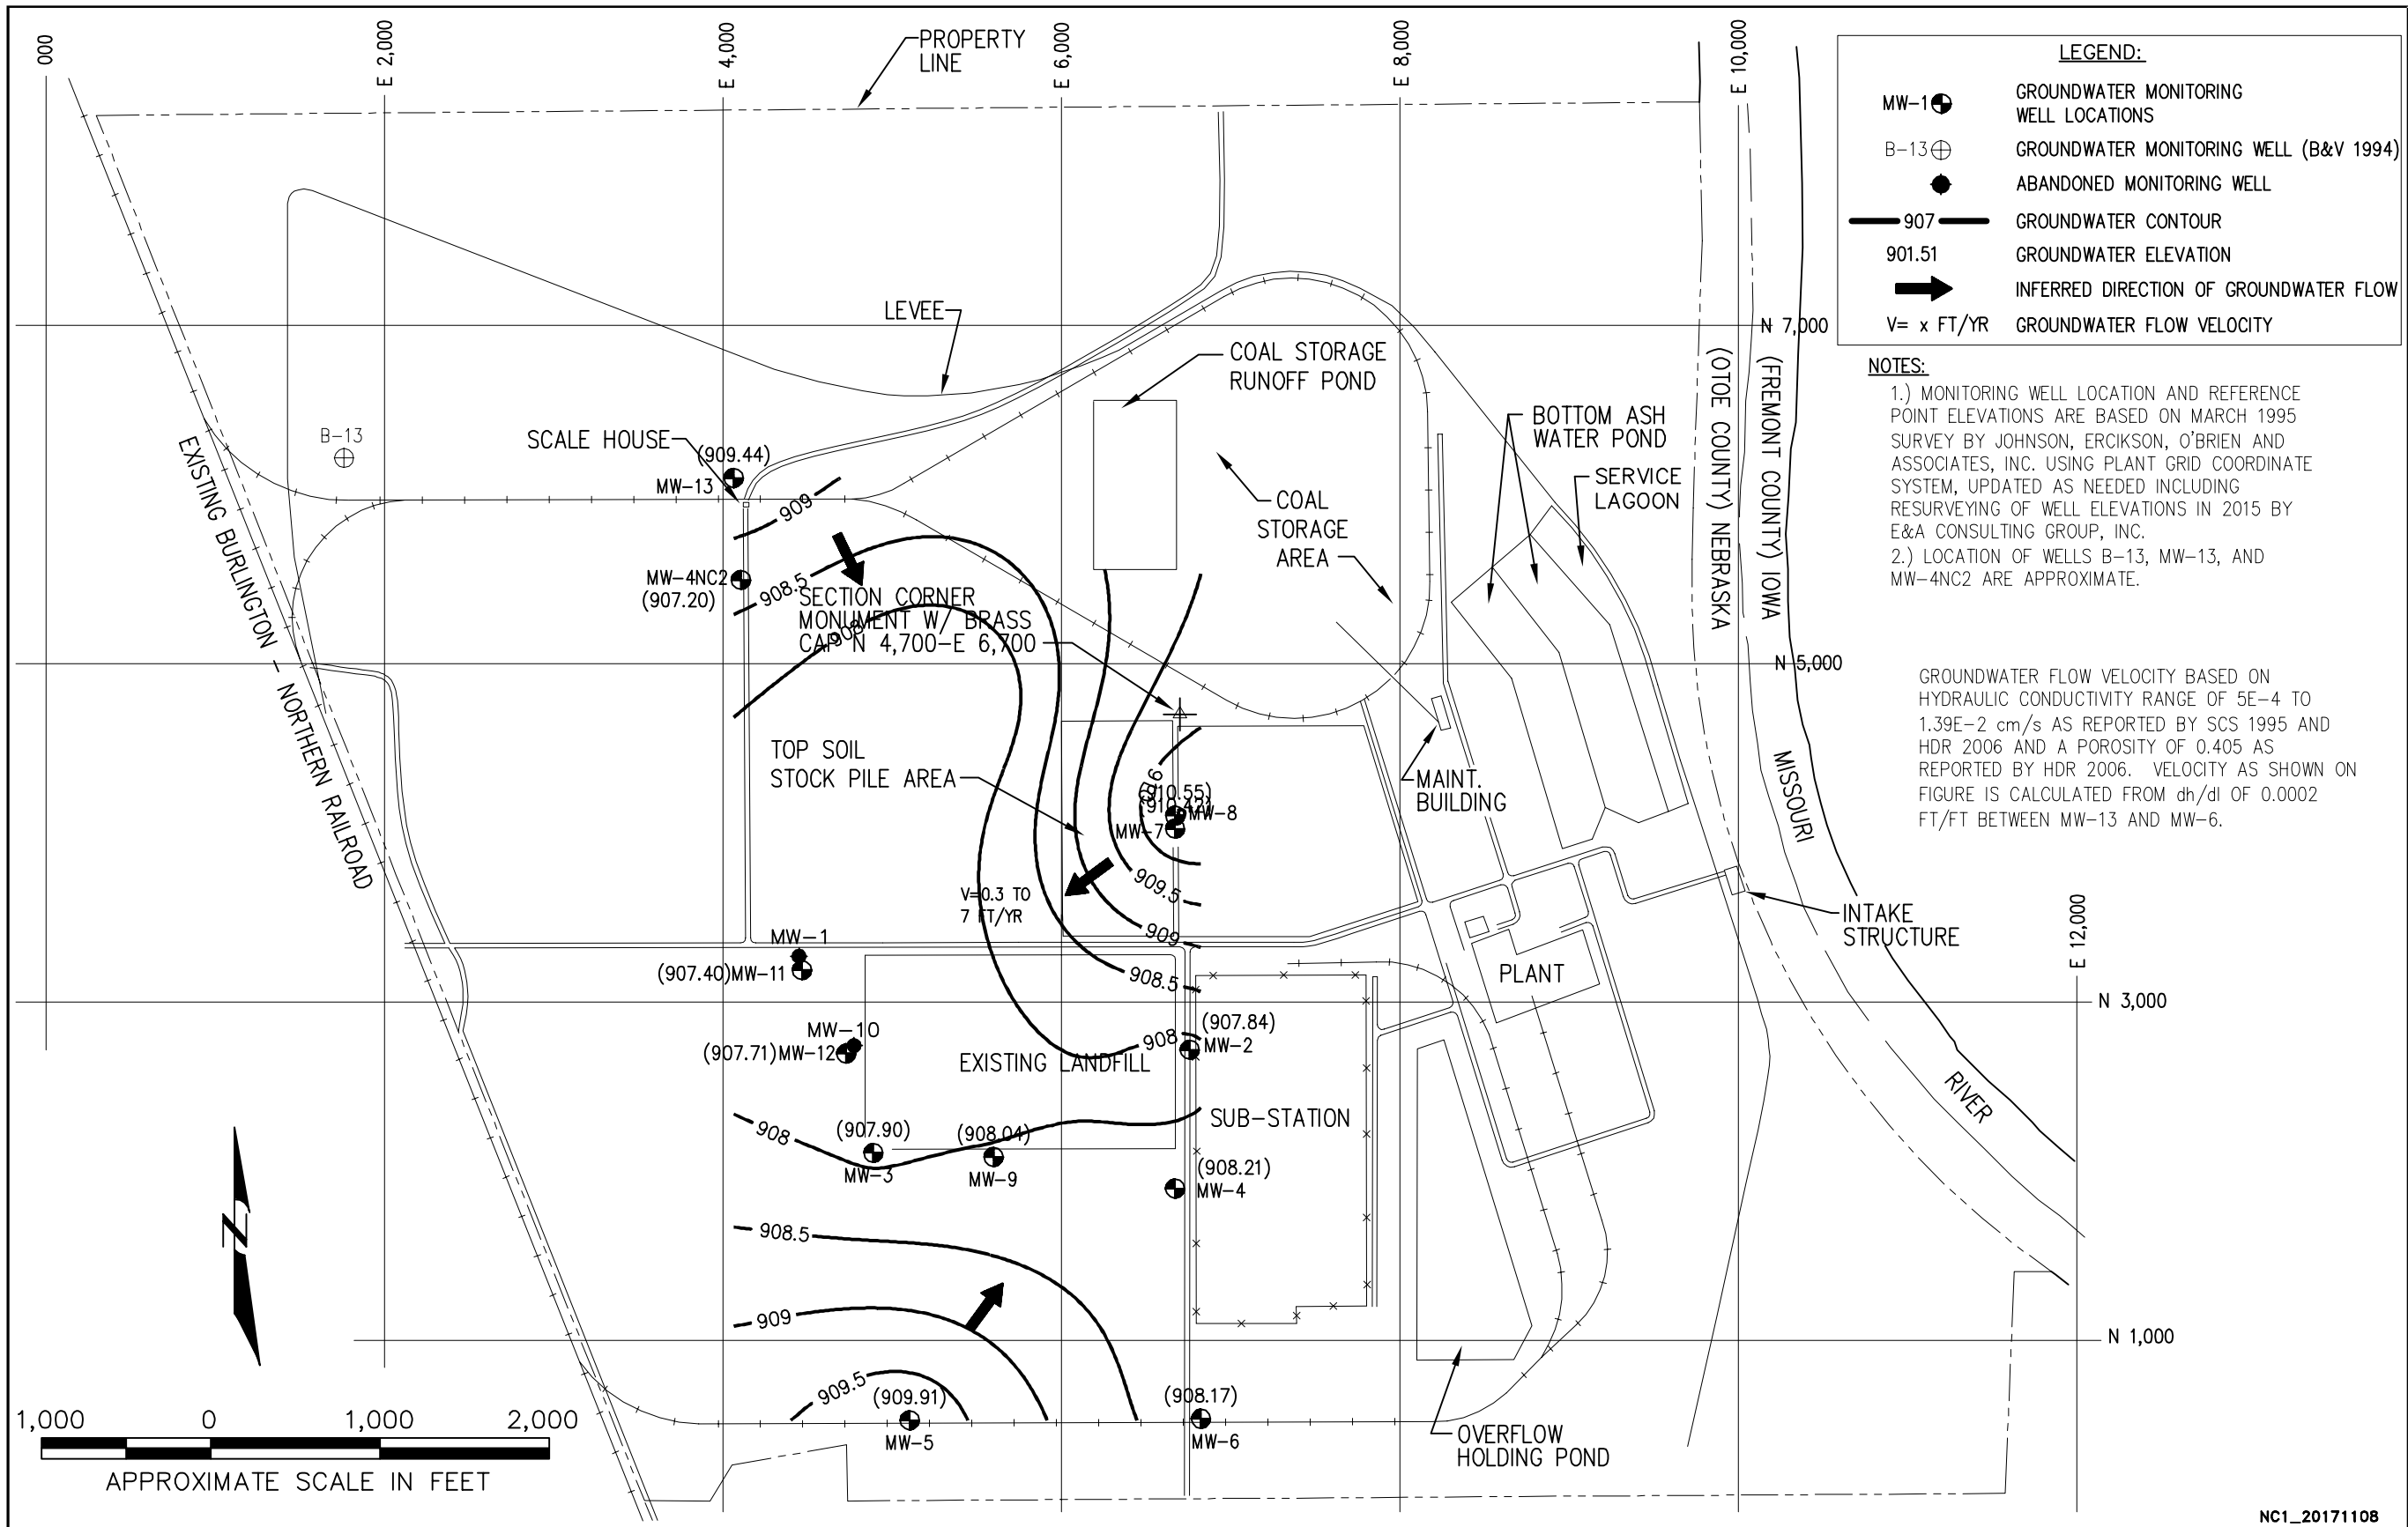 000
E 2,000
E 4,000
E 6,000
E 8,000
E 10,000
E 12,000
PROPERTY
LINE
LEGEND:
MW-1
GROUNDWATER MONITORING
WELL LOCATIONS
B-13
GROUNDWATER MONITORING WELL (B&V 1994)
ABANDONED MONITORING WELL
907
GROUNDWATER CONTOUR
901.51
GROUNDWATER ELEVATION
INFERRED DIRECTION OF GROUNDWATER FLOW
V= x FT/YR
GROUNDWATER FLOW VELOCITY
NOTES:
1.) MONITORING WELL LOCATION AND REFERENCE
POINT ELEVATIONS ARE BASED ON MARCH 1995
SURVEY BY JOHNSON, ERCIKSON, O'BRIEN AND
ASSOCIATES, INC. USING PLANT GRID COORDINATE
SYSTEM, UPDATED AS NEEDED INCLUDING
RESURVEYING OF WELL ELEVATIONS IN 2015 BY
E&A CONSULTING GROUP, INC.
2.) LOCATION OF WELLS B-13, MW-13, AND
MW-4NC2 ARE APPROXIMATE.
GROUNDWATER FLOW VELOCITY BASED ON
HYDRAULIC CONDUCTIVITY RANGE OF 5E-4 TO
1.39E-2 cm/s AS REPORTED BY SCS 1995 AND
HDR 2006 AND A POROSITY OF 0.405 AS
REPORTED BY HDR 2006. VELOCITY AS SHOWN ON
FIGURE IS CALCULATED FROM dh/dl OF 0.0002
FT/FT BETWEEN MW-13 AND MW-6.
N 7,000
N 5,000
N 3,000
N 1,000
(OTOE COUNTY) NEBRASKA
(FREMONT COUNTY) IOWA
MISSOURI
RIVER
LEVEE
COAL STORAGE
RUNOFF POND
COAL
STORAGE
AREA
BOTTOM ASH
WATER POND
SERVICE
LAGOON
B-13
EXISTING BURLINGTON - NORTHERN RAILROAD
SCALE HOUSE
(909.44)
MW-13
909
MW-4NC2
(907.20)
908.5
908
SECTION CORNER
MONUMENT W/ BRASS
CAP N 4,700-E 6,700
TOP SOIL
STOCK PILE AREA
(910.55)
MW-8
MW-7
MAINT.
BUILDING
909.5
V=0.3 TO
7 FT/YR
909
908.5
908
INTAKE
STRUCTURE
PLANT
MW-1
(907.40)MW-11
MW-10
(907.71)MW-12
EXISTING LANDFILL
(907.84)
MW-2
SUB-STATION
908
(907.90)
MW-3
(908.04)
MW-9
(908.21)
MW-4
908.5
909
909.5
(909.91)
MW-5
(908.17)
MW-6
OVERFLOW
HOLDING POND
N
1,000 0 1,000 2,000
APPROXIMATE SCALE IN FEET
NC1_20171108